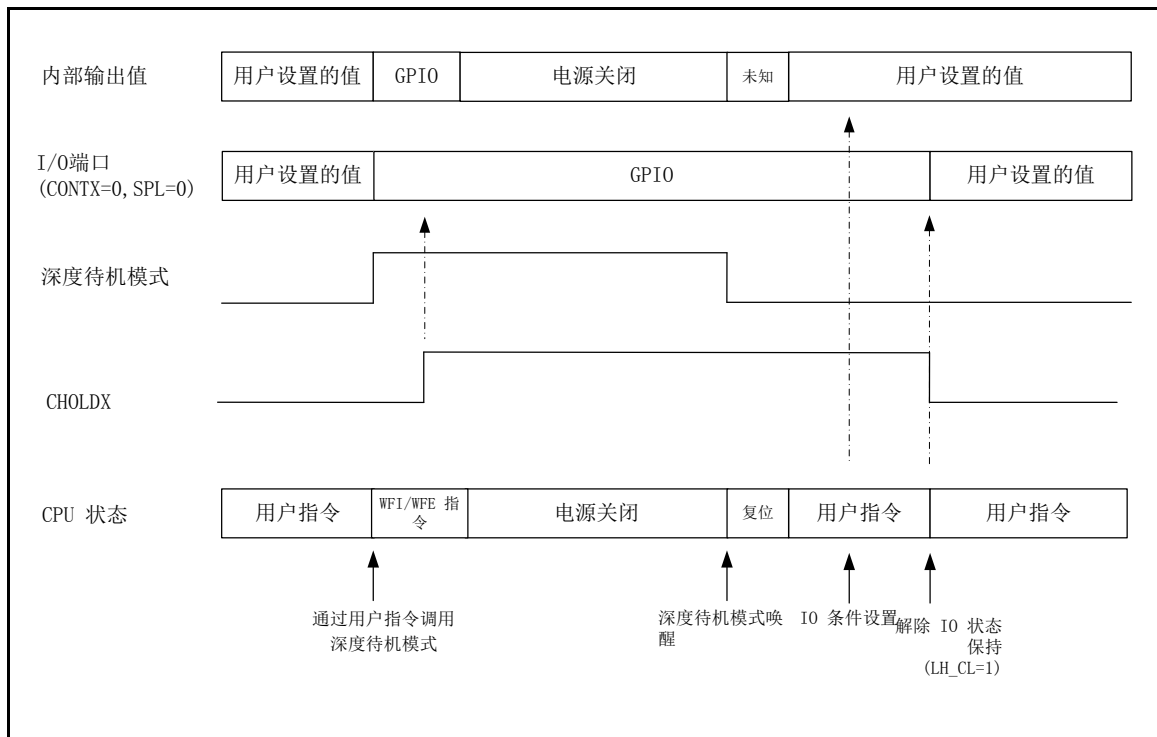 内部输出值
用户设置的值
GPIO
电源关闭
未知
用户设置的值
I/O端口
(CONTX=0,SPL=0)
用户设置的值
GPIO
用户设置的值
深度待机模式
CHOLDX
CPU 状态
用户指令
WFI/WFE 指
令
电源关闭
复位
用户指令
用户指令
通过用户指令调用
深度待机模式
深度待机模式唤
醒
IO 条件设置
解除 IO 状态
保持
(LH_CL=1)